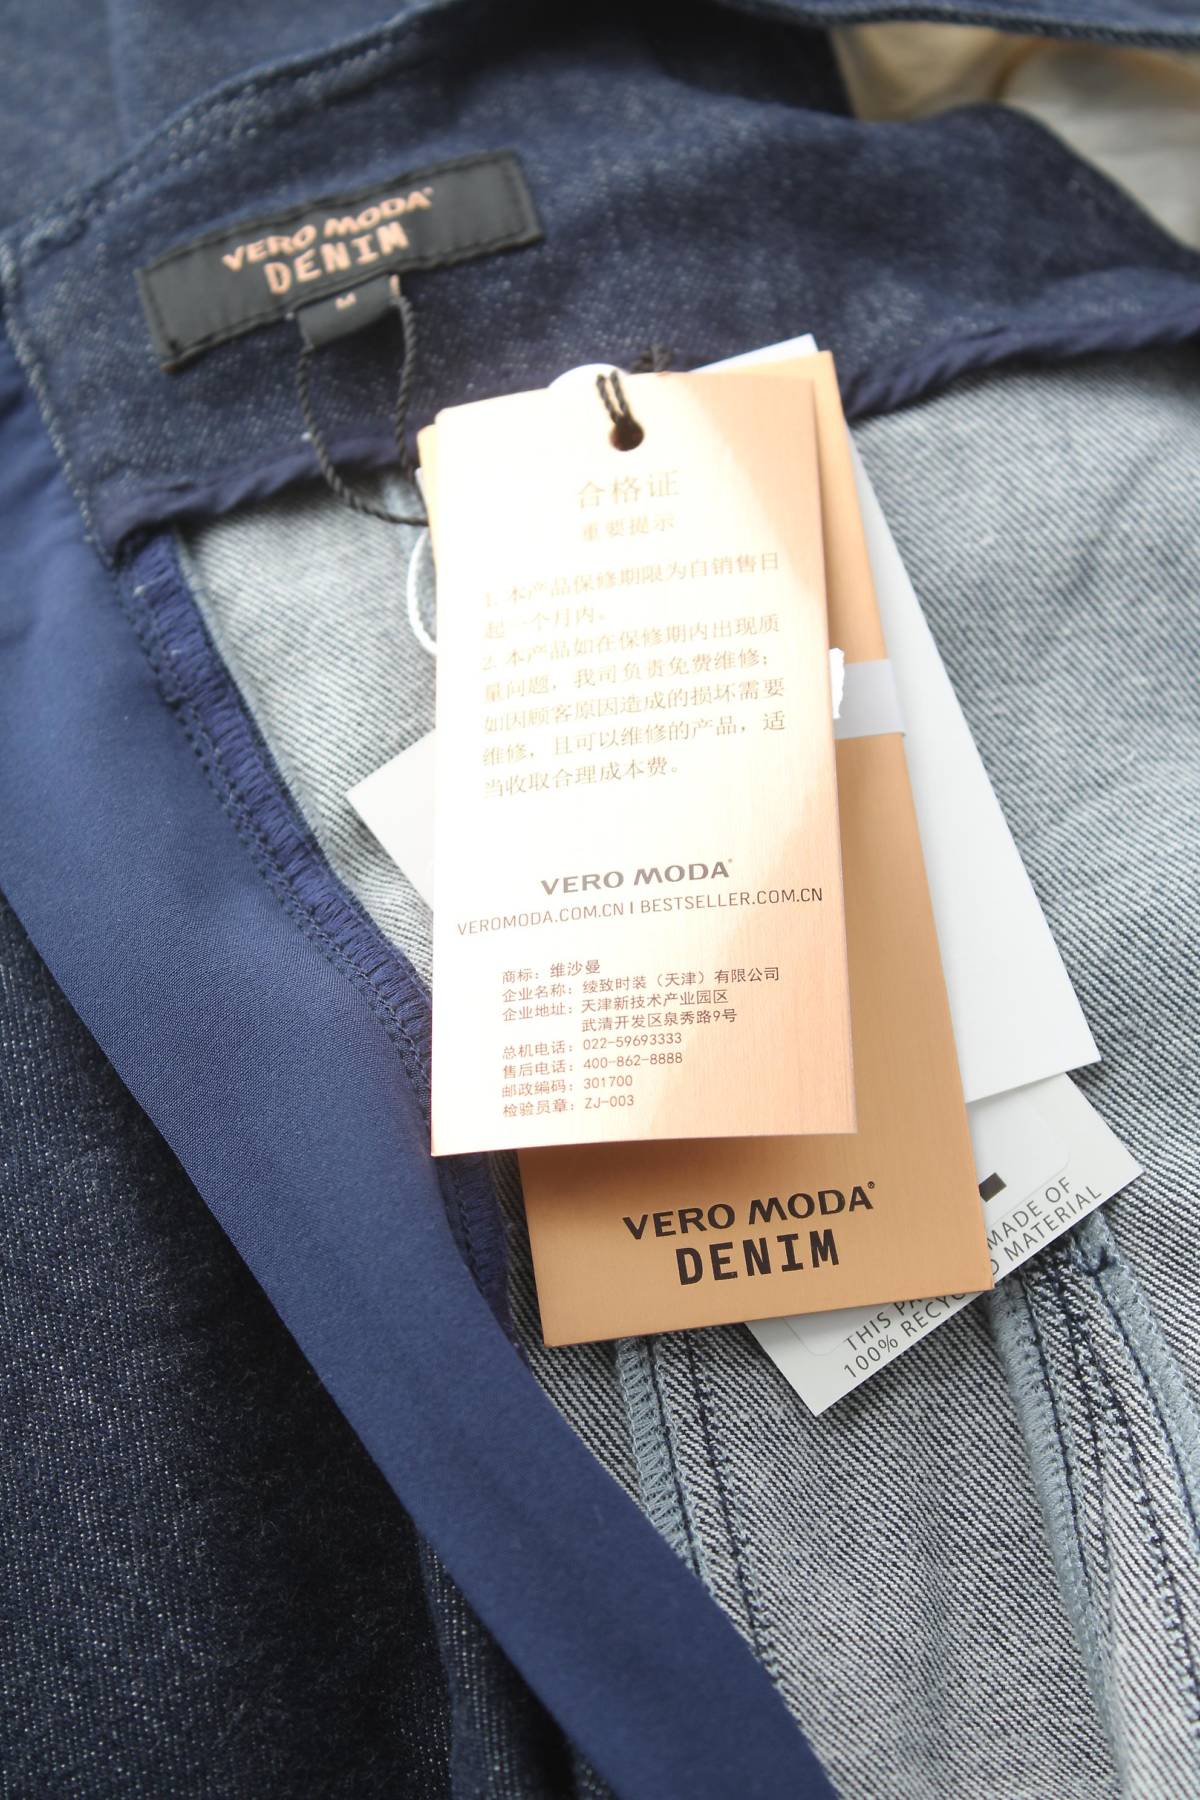 VERO MODA®
DENIM
M
合格证
重要提示
1. 本产品保修期限为自销售日
起一个月内。
2. 本产品如在保修期内出现质
量问题，我司负责免费维修；
如因顾客原因造成的损坏需要
维修，且可以维修的产品，适
当收取合理成本费。
VERO MODA®
VEROMODA.COM.CN | BESTSELLER.COM.CN
商标：维沙曼
企业名称：绫致时装（天津）有限公司
企业地址：天津新技术产业园区
武清开发区泉秀路9号
总机电话：022-59693333
售后电话：400-862-8888
邮政编码：301700
检验员章：ZJ-003
VERO MODA®
DENIM
THIS MADE OF
100% MATERIAL